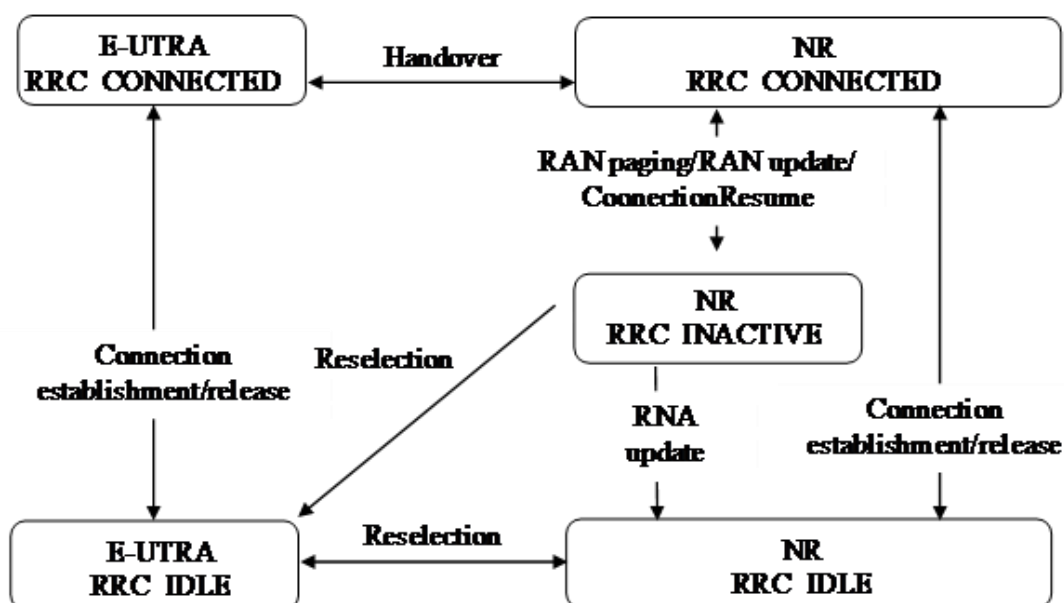 E-UTRA
RRC CONNECTED
Handover
NR
RRC CONNECTED
RAN paging/RAN update/
ConnectionResume
NR
RRC INACTIVE
Connection
establishment/release
Reselection
RNA
update
Connection
establishment/release
E-UTRA
RRC IDLE
Reselection
NR
RRC IDLE